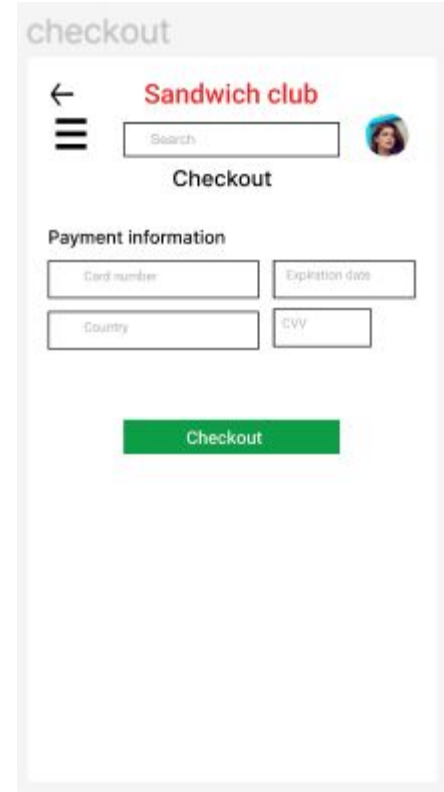 checkout
Sandwich club
Search
Checkout
Payment information
Card number
Expiration date
Country
CVV
Checkout